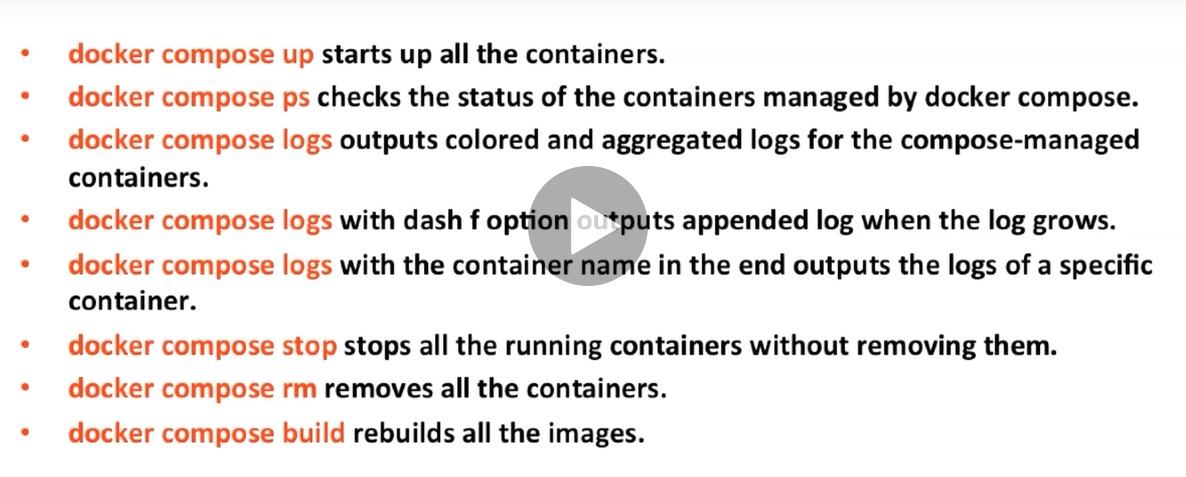 • docker compose up starts up all the containers.
• docker compose ps checks the status of the containers managed by docker compose.
• docker compose logs outputs colored and aggregated logs for the compose-managed
containers.
• docker compose logs with dash f option outputs appended log when the log grows.
• docker compose logs with the container name in the end outputs the logs of a specific
container.
• docker compose stop stops all the running containers without removing them.
• docker compose rm removes all the containers.
• docker compose build rebuilds all the images.